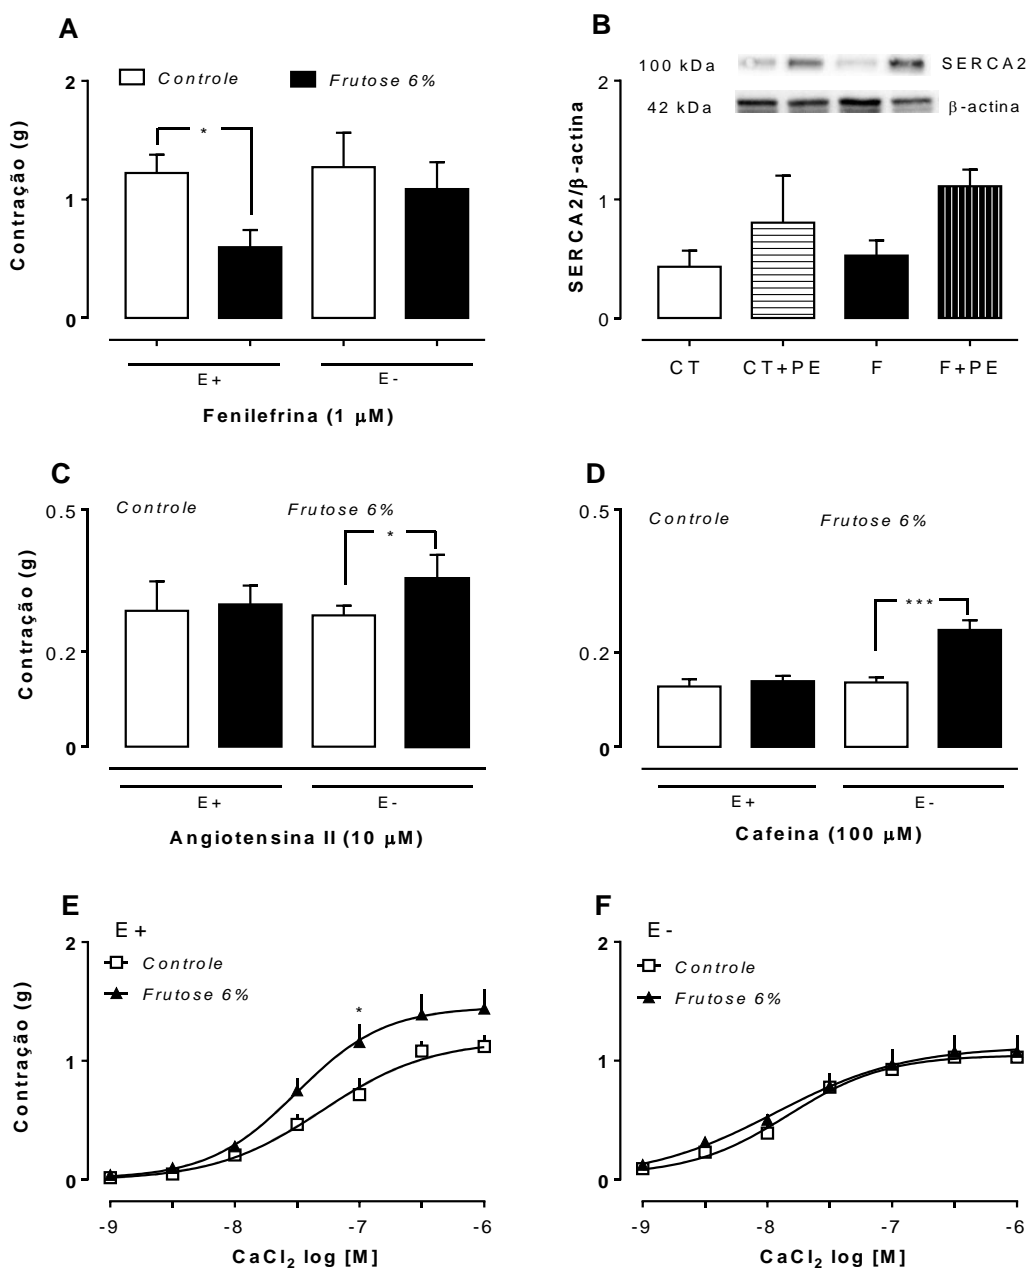 A
Controle
Frutose 6%
Contração (g)
2
1
0
*
E+
E-
Fenilefrina (1 µM)
B
100 kDa
SERCA2
42 kDa
β-actina
SERCA2/β-actina
2
1
0
CT
CT+PE
F
F+PE
C
Controle
Frutose 6%
Contração (g)
0.5
0.2
0
*
E+
E-
Angiotensina II (10 µM)
D
Controle
Frutose 6%
0.5
0.2
0
***
E+
E-
Cafeina (100 µM)
E
E+
Controle
Frutose 6%
Contração (g)
2
1
0
*
-9
-8
-7
-6
CaCl₂ log [M]
F
E-
Controle
Frutose 6%
2
1
0
-9
-8
-7
-6
CaCl₂ log [M]